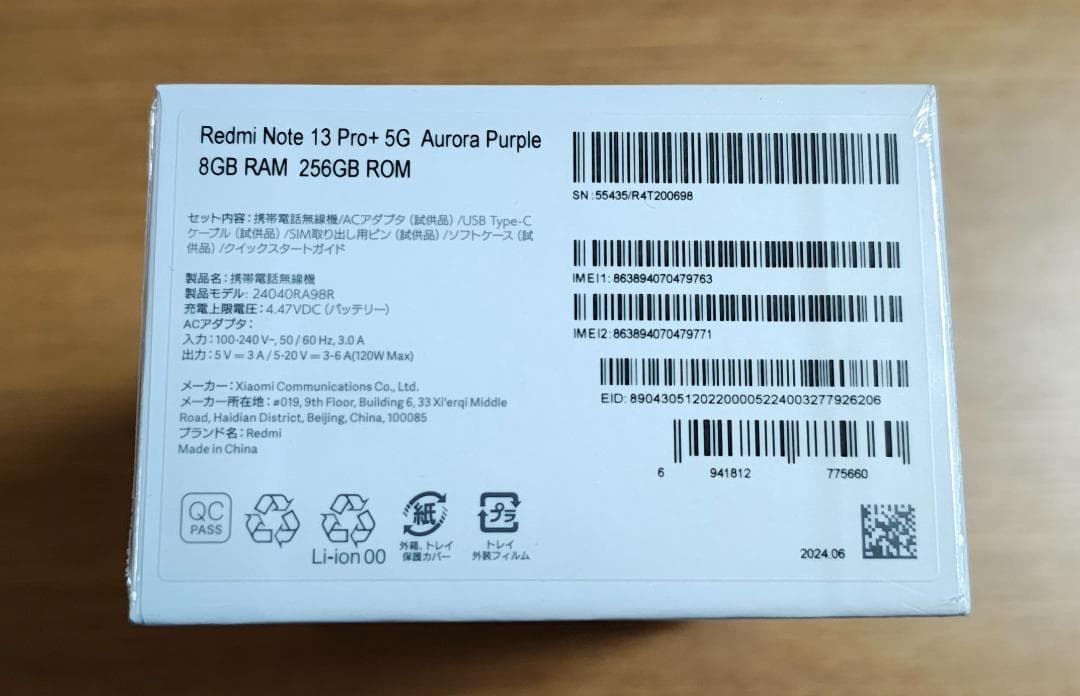 Redmi Note 13 Pro+ 5G Aurora Purple
8GB RAM 256GB ROM
セット内容：携帯電話無線機/ACアダプタ（試供品）/USB Type-C
ケーブル（試供品）/SIM取り出し用ピン（試供品）/ソフトケース（試
供品）/クイックスタートガイド
製品名：携帯電話無線機
製品モデル：24040RA98R
充電上限電圧：4.47VDC（バッテリー）
ACアダプタ：
入力：100-240 V~, 50 / 60 Hz, 3.0 A
出力：5 V = 3 A / 5-20 V = 3-6 A(120W Max)
メーカー：Xiaomi Communications Co., Ltd.
メーカー所在地：#019, 9th Floor, Building 6, 33 Xi'erqi Middle
Road, Haidian District, Beijing, China, 100085
ブランド名：Redmi
Made in China
QC
PASS
Li-ion 00
紙
外箱、トレイ
保護カバー
プラ
トレイ
外装フィルム
SN：55435/R4T200698
IMEI1: 863894070479763
IMEI2: 863894070479771
EID: 89043051202200005224003277926206
6 941812 775660
2024.06